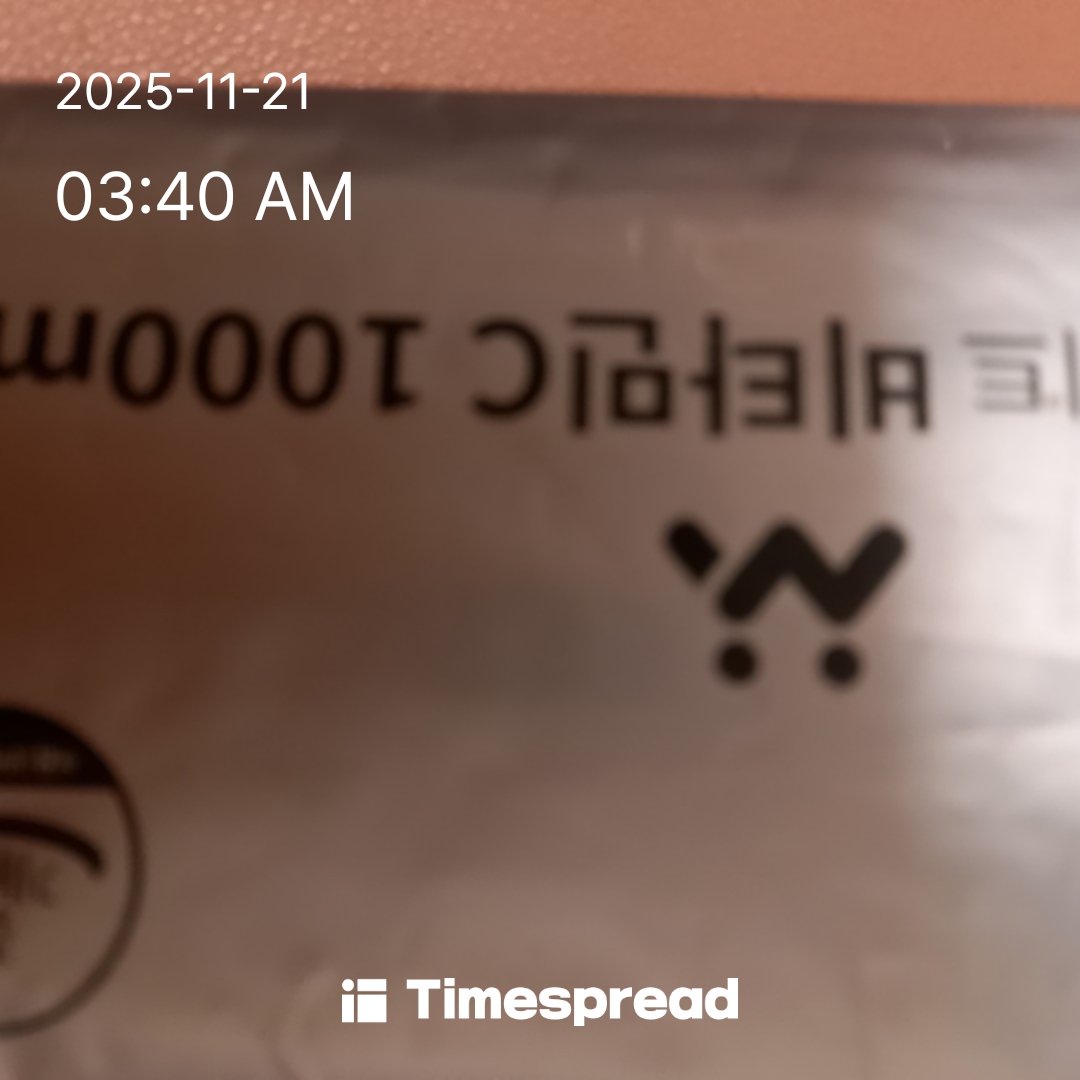 2025-11-21
03:40 AM
비타민C 1000m
Timespread